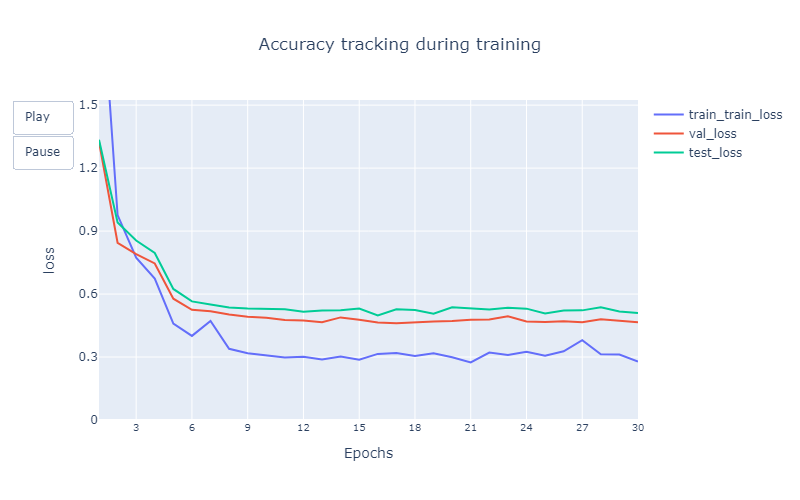 Accuracy tracking during training
Play
Pause
1.5
1.2
0.9
0.6
0.3
0
loss
3
6
9
12
15
18
21
24
27
30
Epochs
train_train_loss
val_loss
test_loss